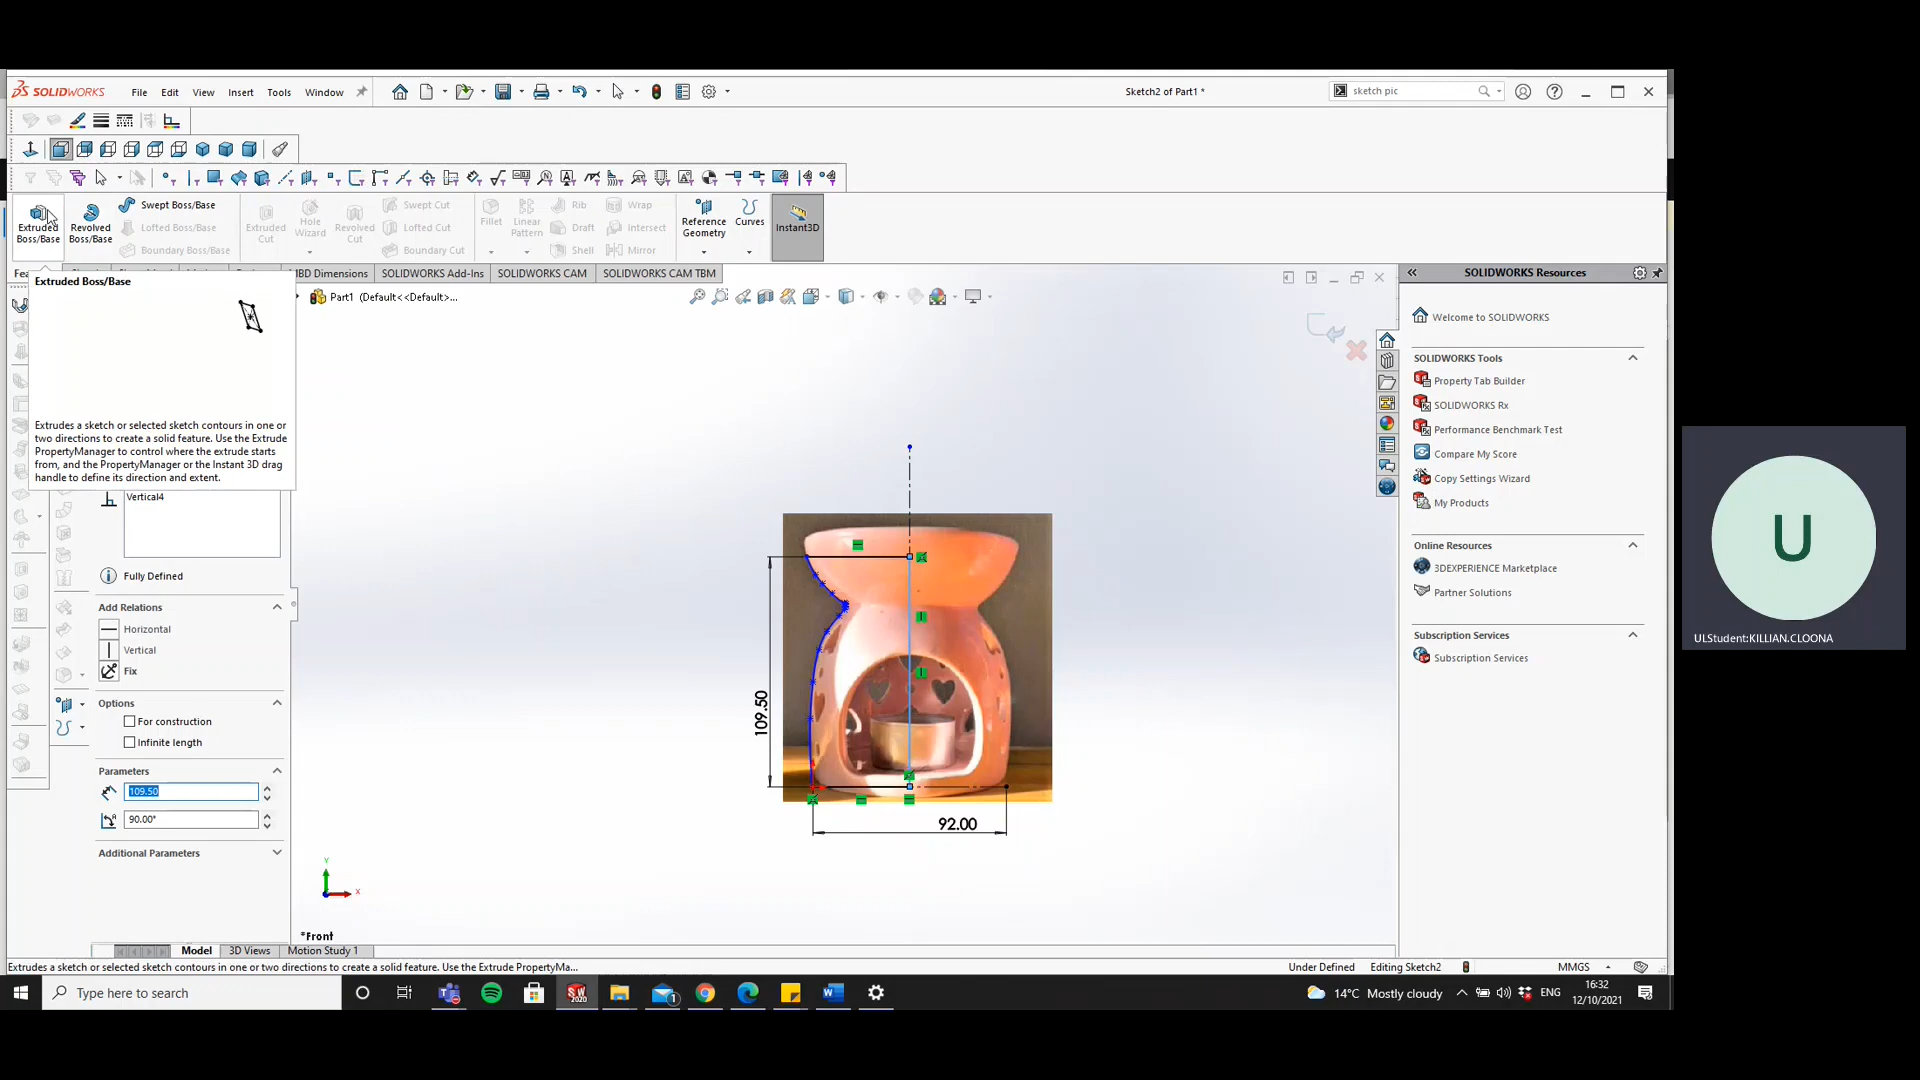 SOLIDWORKS File Edit View Insert Tools Window
Sketch2 of Part1 *
sketch pic
Extruded Boss/Base
Revolved Boss/Base
Swept Boss/Base
Lofted Boss/Base
Boundary Boss/Base
Extruded Cut
Hole Wizard
Revolved Cut
Swept Cut
Lofted Cut
Boundary Cut
Fillet
Linear Pattern
Rib
Draft
Shell
Wrap
Intersect
Mirror
Reference Geometry
Curves
Instant3D
MBD Dimensions SOLIDWORKS Add-Ins SOLIDWORKS CAM SOLIDWORKS CAM TBM
Extruded Boss/Base
Extrudes a sketch or selected sketch contours in one or
two directions to create a solid feature. Use the Extrude
PropertyManager to control where the extrude starts
from, and the PropertyManager or the Instant 3D drag
handle to define its direction and extent.
Part1 (Default<<Default>...
Vertical4
Fully Defined
Add Relations
Horizontal
Vertical
Fix
Options
For construction
Infinite length
Parameters
109.50
90.00°
Additional Parameters
109.50
92.00
Y
X
*Front
SOLIDWORKS Resources
Welcome to SOLIDWORKS
SOLIDWORKS Tools
Property Tab Builder
SOLIDWORKS Rx
Performance Benchmark Test
Compare My Score
Copy Settings Wizard
My Products
Online Resources
3DEXPERIENCE Marketplace
Partner Solutions
Subscription Services
Subscription Services
Model 3D Views Motion Study 1
Extrudes a sketch or selected sketch contours in one or two directions to create a solid feature. Use the Extrude PropertyMa...
Under Defined Editing Sketch2 MMGS
Type here to search
14°C Mostly cloudy
ENG
16:32
12/10/2021
U
ULStudent:KILLIAN.CLOONA